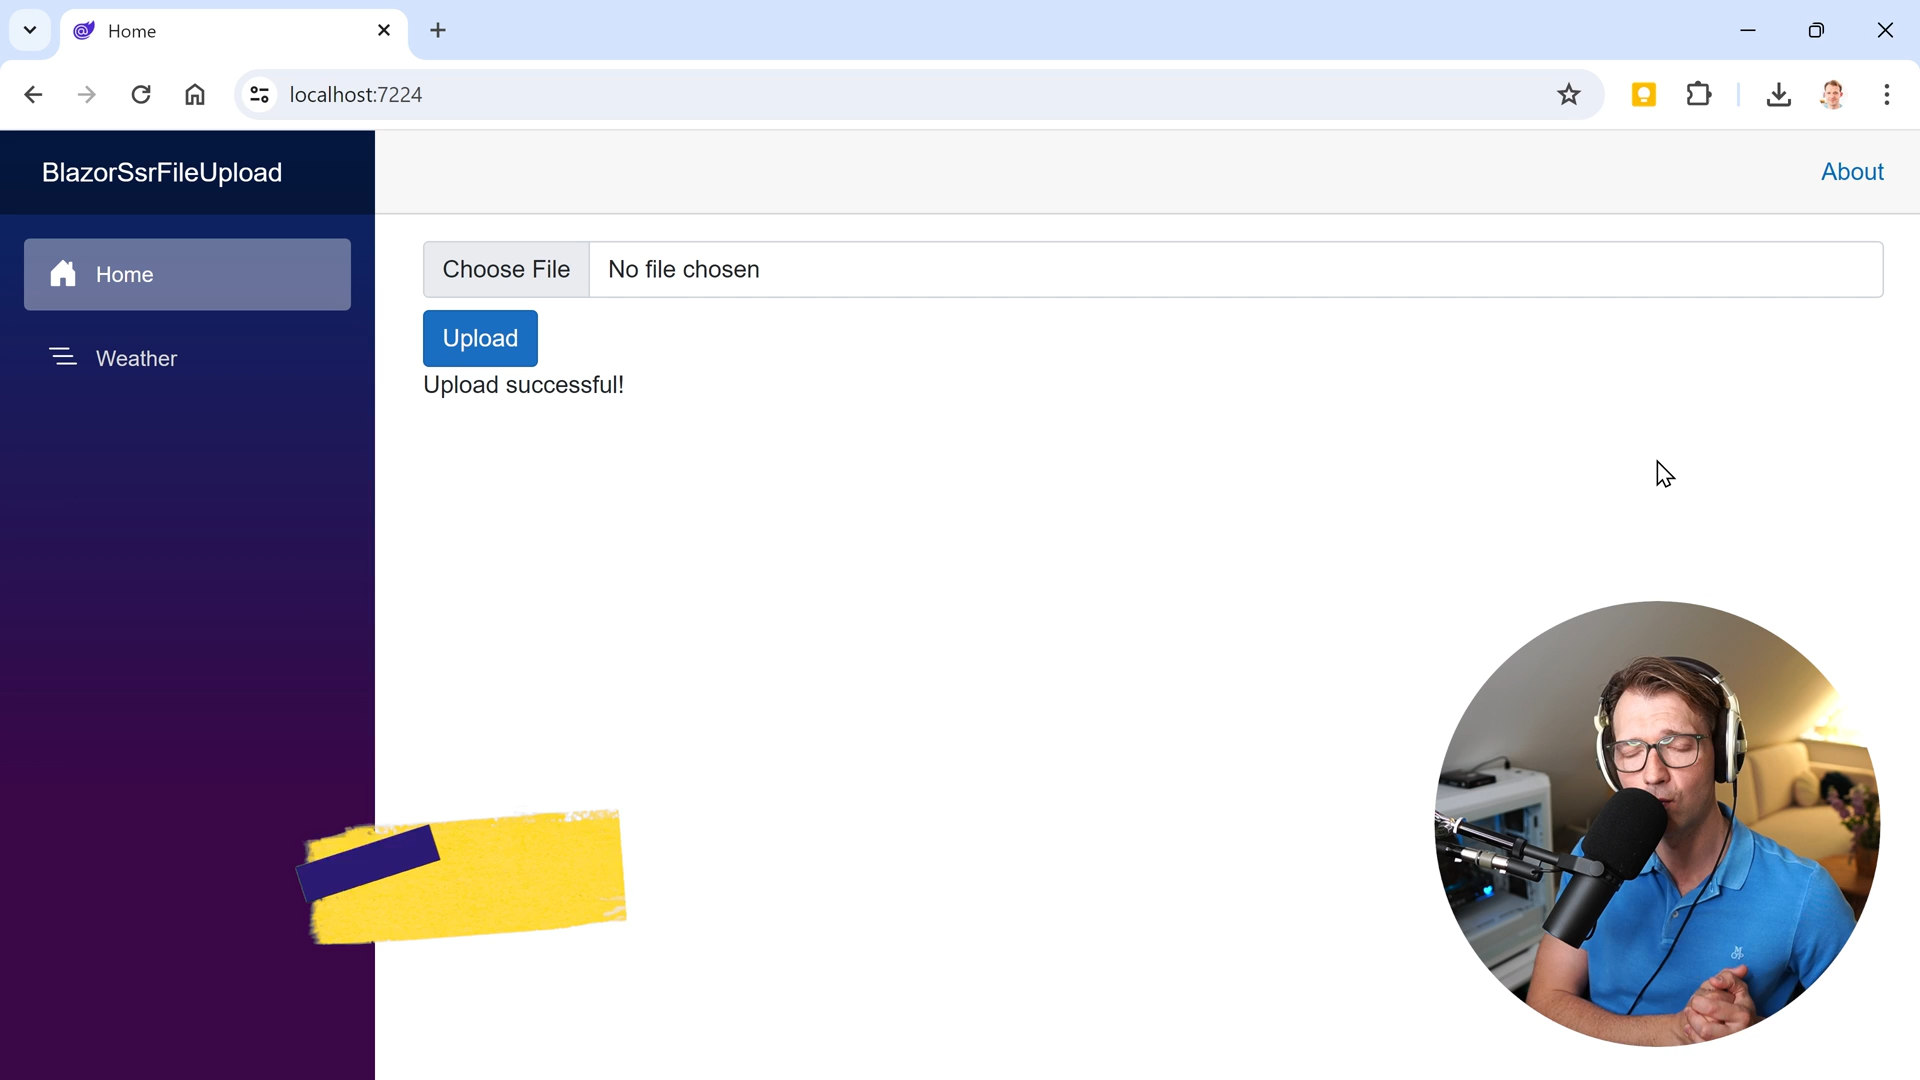 Home
localhost:7224
BlazorSsrFileUpload
About
Home
Weather
Choose File
No file chosen
Upload
Upload successful!